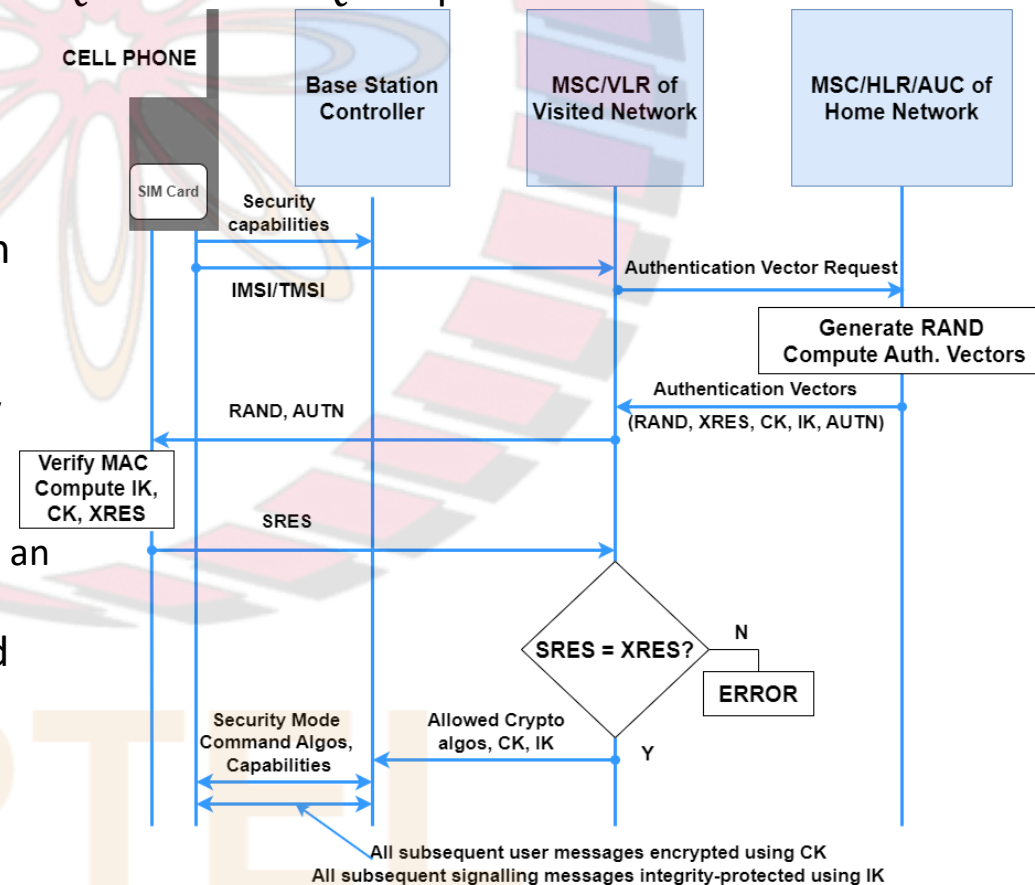 CELL PHONE
SIM Card
Base Station
Controller
MSC/VLR of
Visited Network
MSC/HLR/AUC of
Home Network
Security
capabilities
IMSI/TMSI
Authentication Vector Request
Generate RAND
Compute Auth. Vectors
Authentication Vectors
(RAND, XRES, CK, IK, AUTN)
RAND, AUTN
Verify MAC
Compute IK,
CK, XRES
SRES
an
SRES = XRES?
N
ERROR
Security Mode
Command Algos,
Capabilities
Allowed Crypto
algos, CK, IK
Y
All subsequent user messages encrypted using CK
All subsequent signalling messages integrity-protected using IK